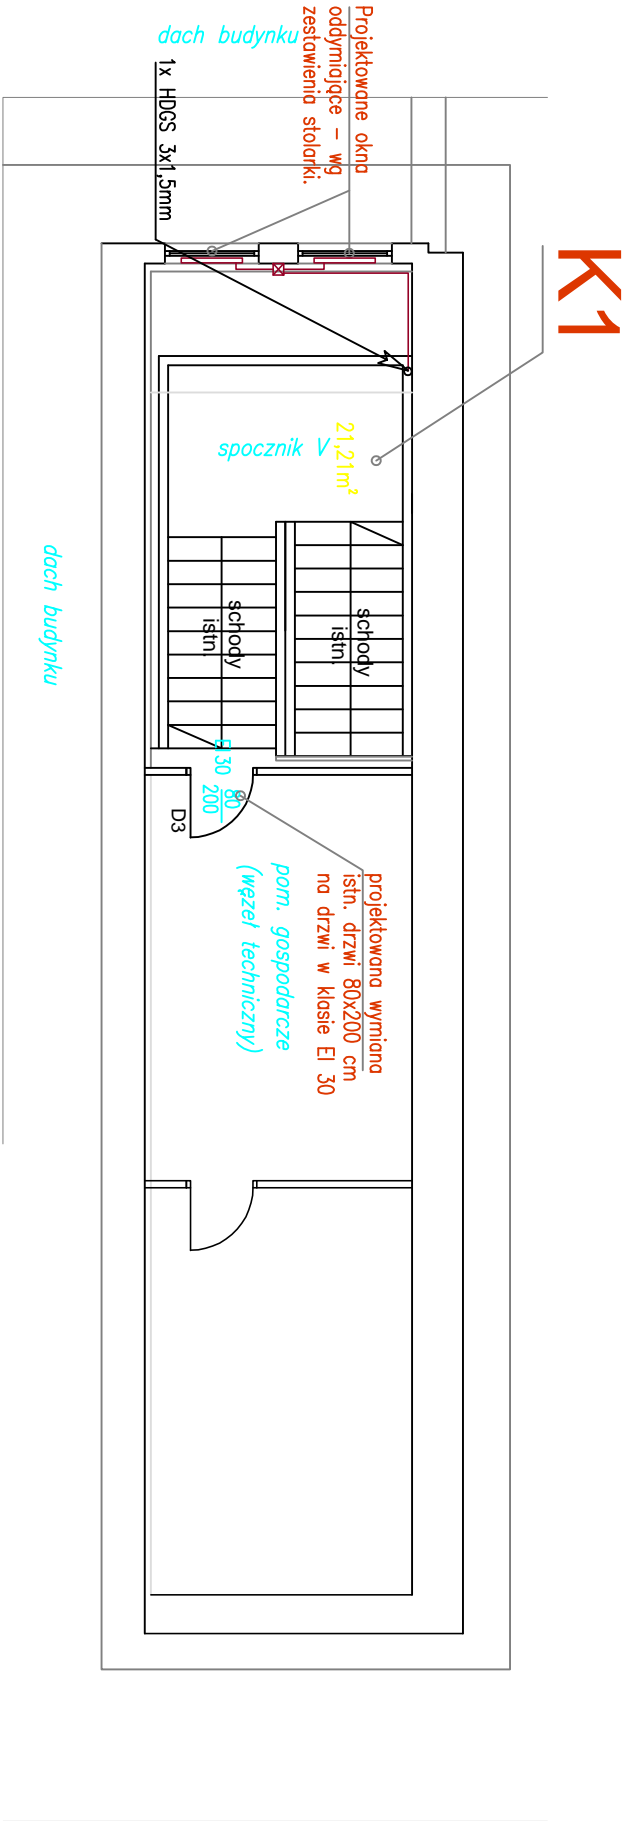 K1
Projektowane okna
oddymiające – wg
zestawienia stolarki.
dach budynku
1x HDGS 3x1,5mm
21,21m²
spocznik V
schody
istn.
schody
istn.
dach budynku
EI 30
80
200
D3
projektowana wymiana
istn. drzwi 80x200 cm
na drzwi w klasie EI 30
pom. gospodarcze
(węzeł techniczny)